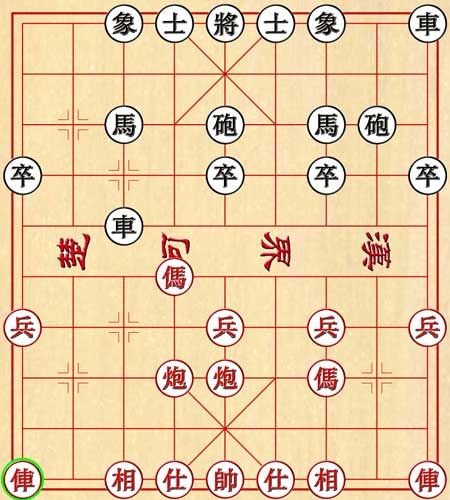 象 士 將 士 象 車
馬 砲 馬 砲
卒 卒 卒 卒
車
楚 河 界 漢
傌
兵 兵 兵 兵
炮 炮 傌
俥 相 仕 帥 仕 相 俥